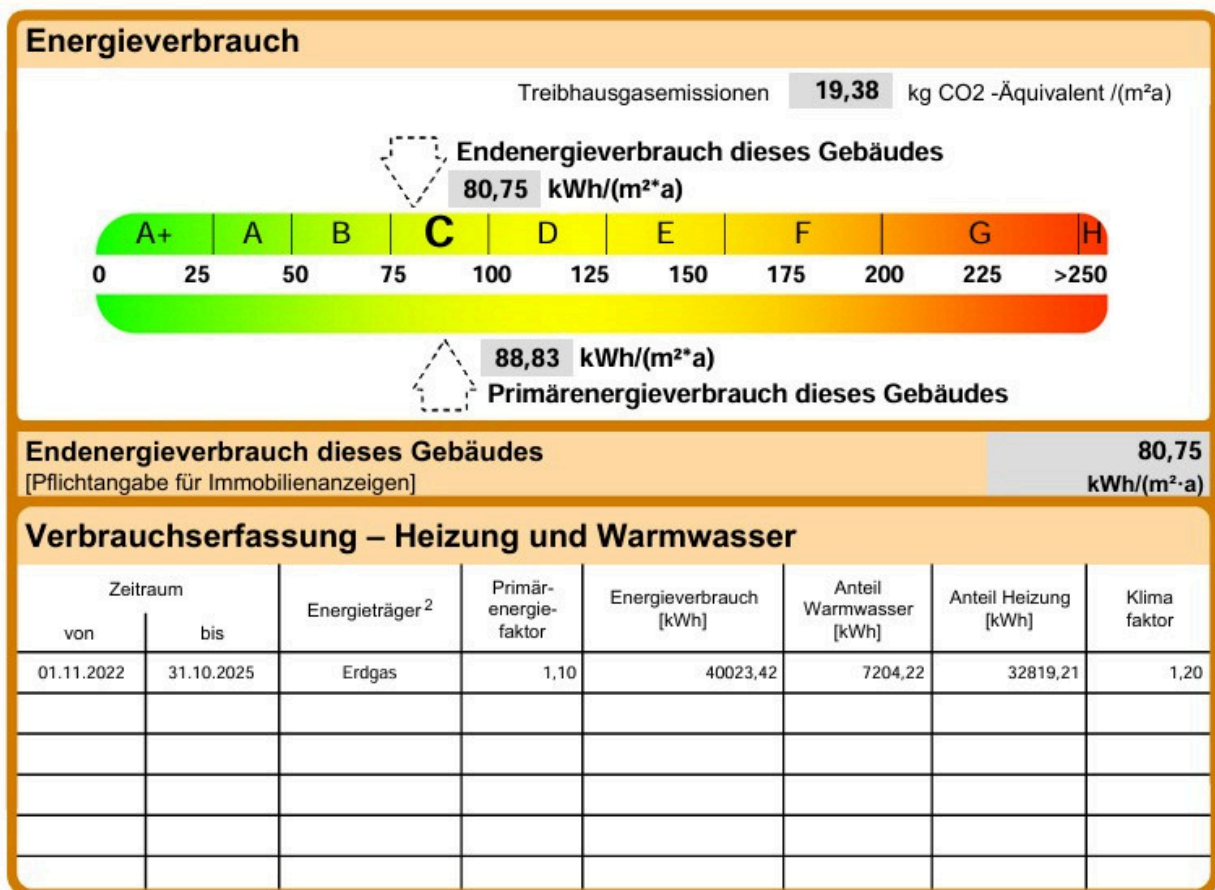 Energieverbrauch
Treibhausgasemissionen 19,38 kg CO2 -Äquivalent /(m²a)
Endenergieverbrauch dieses Gebäudes
80,75 kWh/(m²*a)
A+ A B C D E F G H
0 25 50 75 100 125 150 175 200 225 >250
88,83 kWh/(m²*a)
Primärenergieverbrauch dieses Gebäudes
Endenergieverbrauch dieses Gebäudes 80,75
[Pflichtangabe für Immobilienanzeigen] kWh/(m²·a)
Verbrauchserfassung – Heizung und Warmwasser
Zeitraum
von bis
Energieträger 2
Primär-
energie-
faktor
Energieverbrauch
[kWh]
Anteil
Warmwasser
[kWh]
Anteil Heizung
[kWh]
Klima
faktor
01.11.2022 31.10.2025 Erdgas 1,10 40023,42 7204,22 32819,21 1,20